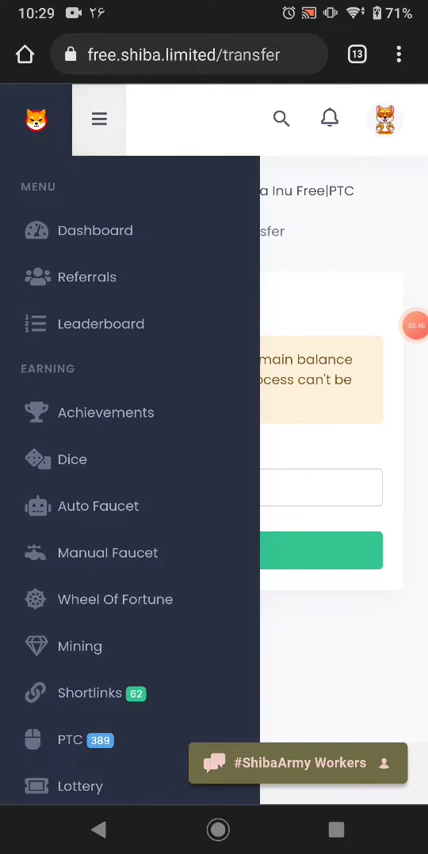 10:29 ۲۶ 71%
free.shiba.limited/transfer 13
MENU
a Inu Free|PTC
Dashboard
sfer
Referrals
Leaderboard
05:46
main balance
EARNING
ocess can't be
Achievements
Dice
Auto Faucet
Manual Faucet
Wheel Of Fortune
Mining
Shortlinks 62
PTC 389
#ShibaArmy Workers
Lottery